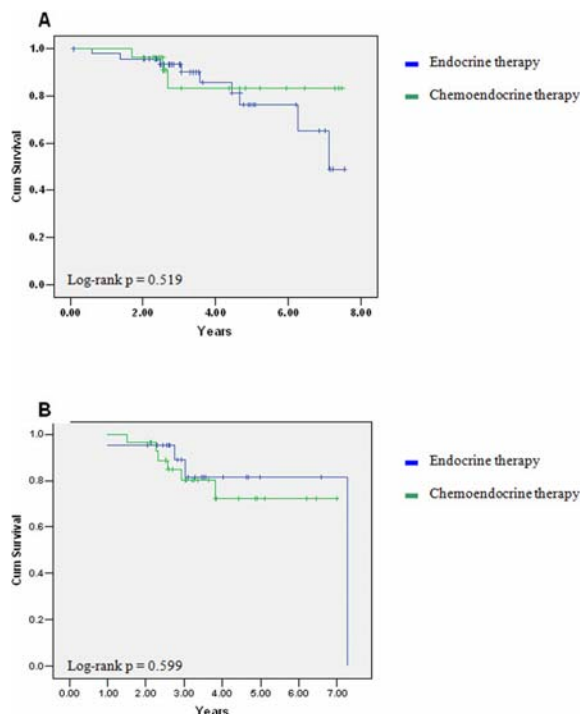 A
1.0
0.8
0.6
0.4
0.2
0.0
Cum Survival
Log-rank p = 0.519
0.00 2.00 4.00 6.00 8.00
Years
Endocrine therapy
Chemoendocrine therapy
B
1.0
0.8
0.6
0.4
0.2
0.0
Cum Survival
Log-rank p = 0.599
0.00 1.00 2.00 3.00 4.00 5.00 6.00 7.00
Years
Endocrine therapy
Chemoendocrine therapy